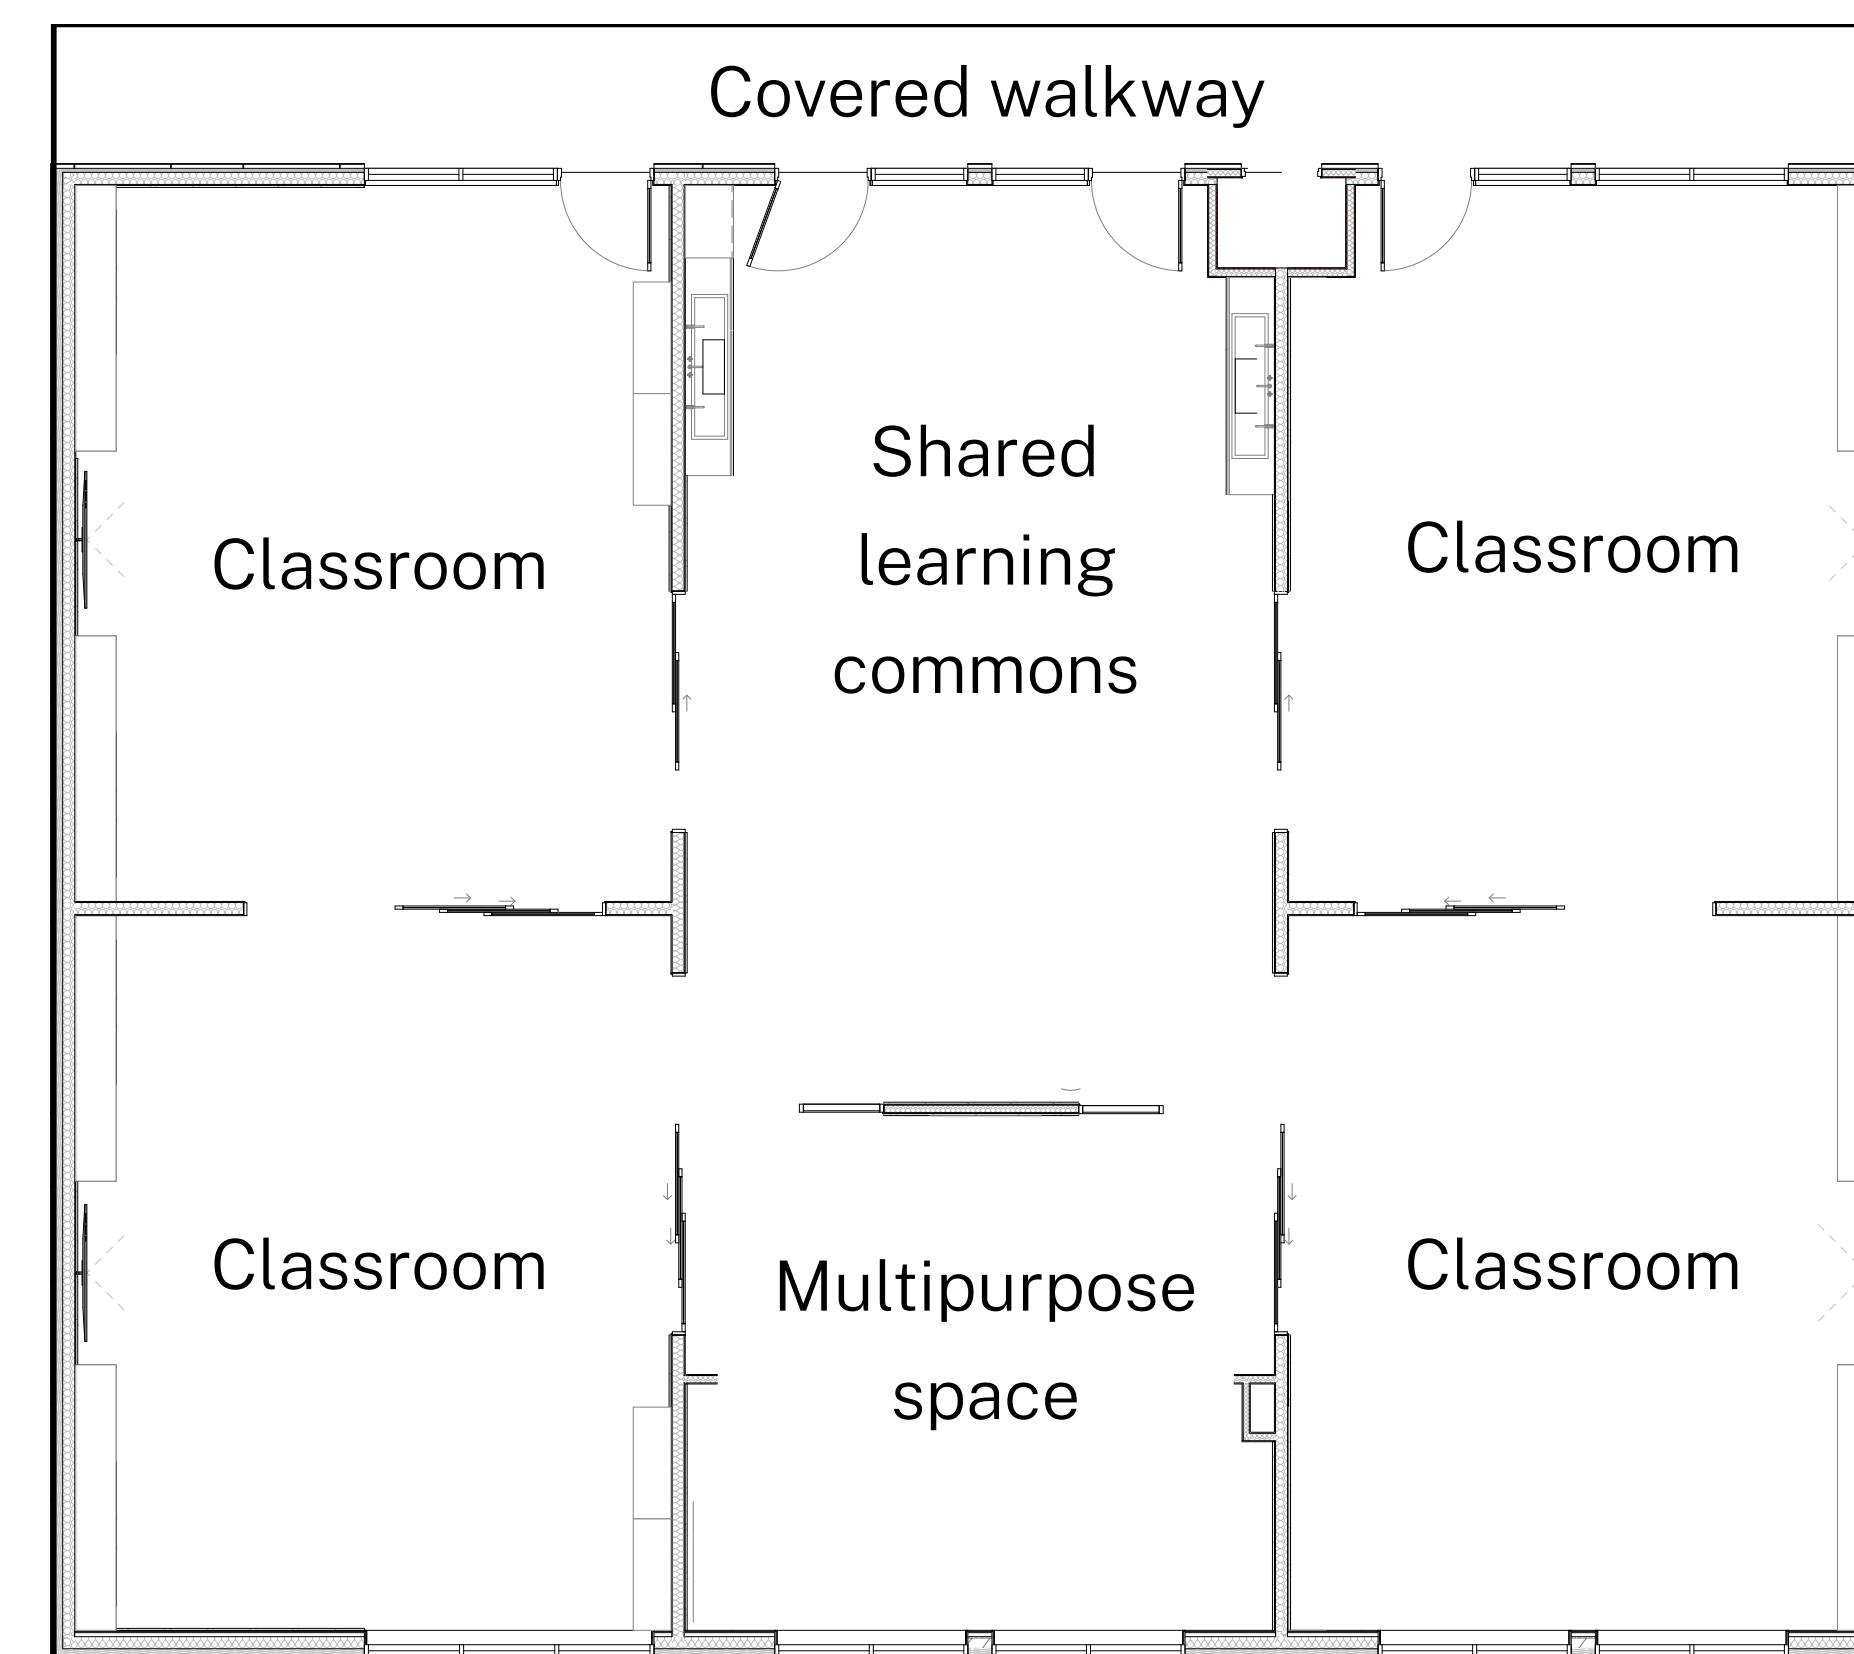 Covered walkway
Shared
learning
commons
Classroom
Classroom
Classroom
Multipurpose
space
Classroom